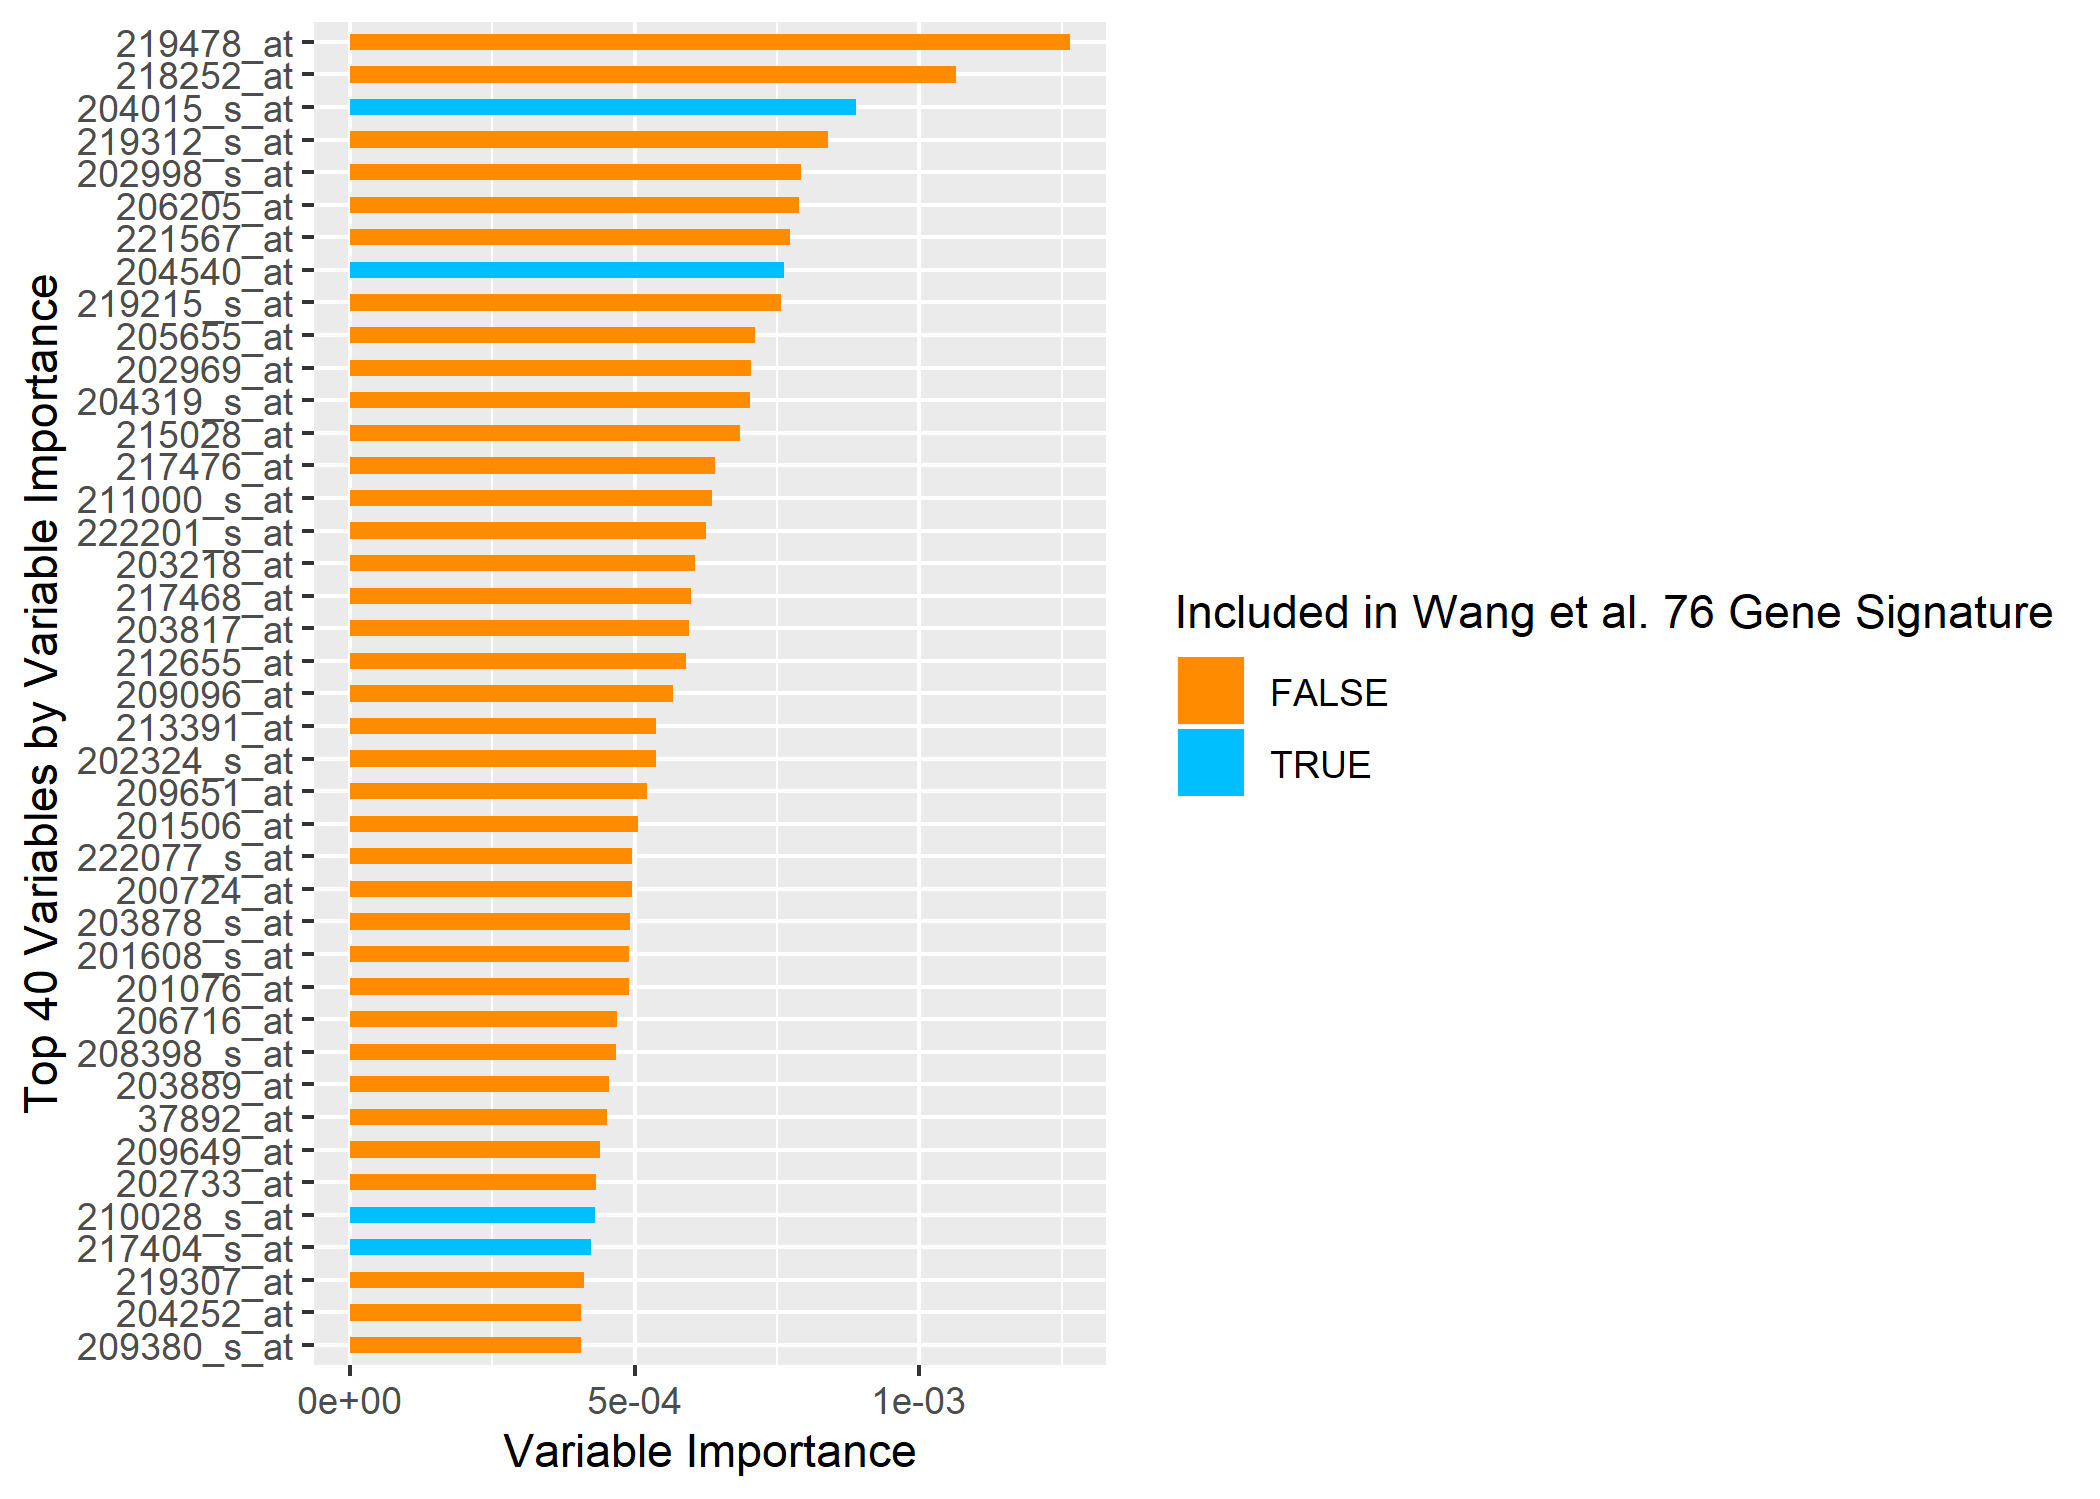 219478_at
218252_at
204015_s_at
219312_s_at
202998_s_at
206205_at
221567_at
204540_at
219215_s_at
205655_at
202969_at
204319_s_at
215028_at
217476_at
211000_s_at
222201_s_at
203218_at
217468_at
203817_at
212655_at
209096_at
213391_at
202324_s_at
209651_at
201506_at
222077_s_at
200724_at
203878_s_at
201608_s_at
201076_at
206716_at
208398_s_at
203889_at
37892_at
209649_at
202733_at
210028_s_at
217404_s_at
219307_at
204252_at
209380_s_at
Top 40 Variables by Variable Importance
0e+00 5e-04 1e-03
Variable Importance
Included in Wang et al. 76 Gene Signature
FALSE
TRUE